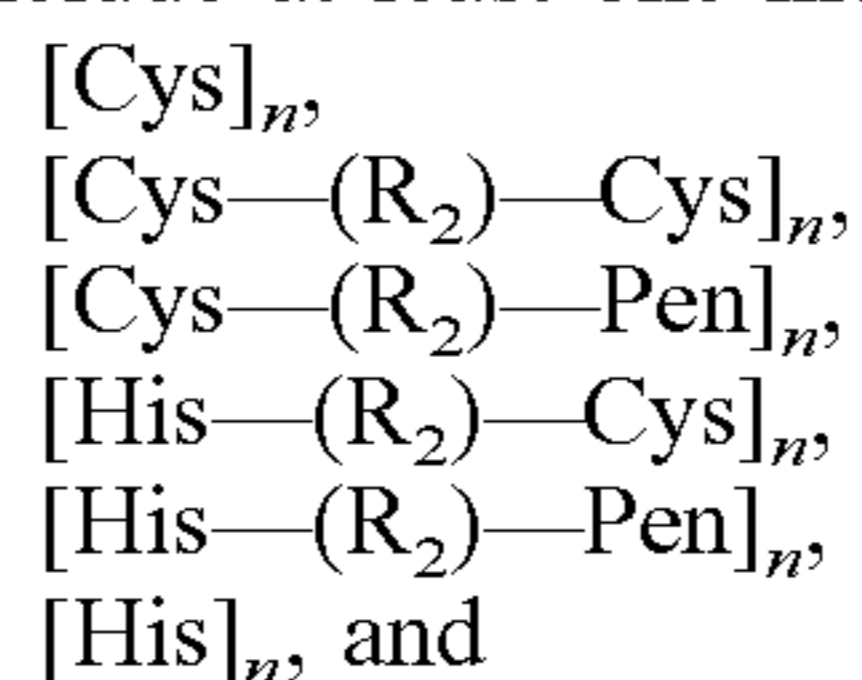 [Cys]n,
[Cys—(R2)—Cys]n,
[Cys—(R2)—Pen]n,
[His—(R2)—Cys]n,
[His—(R2)—Pen]n,
[His]n, and